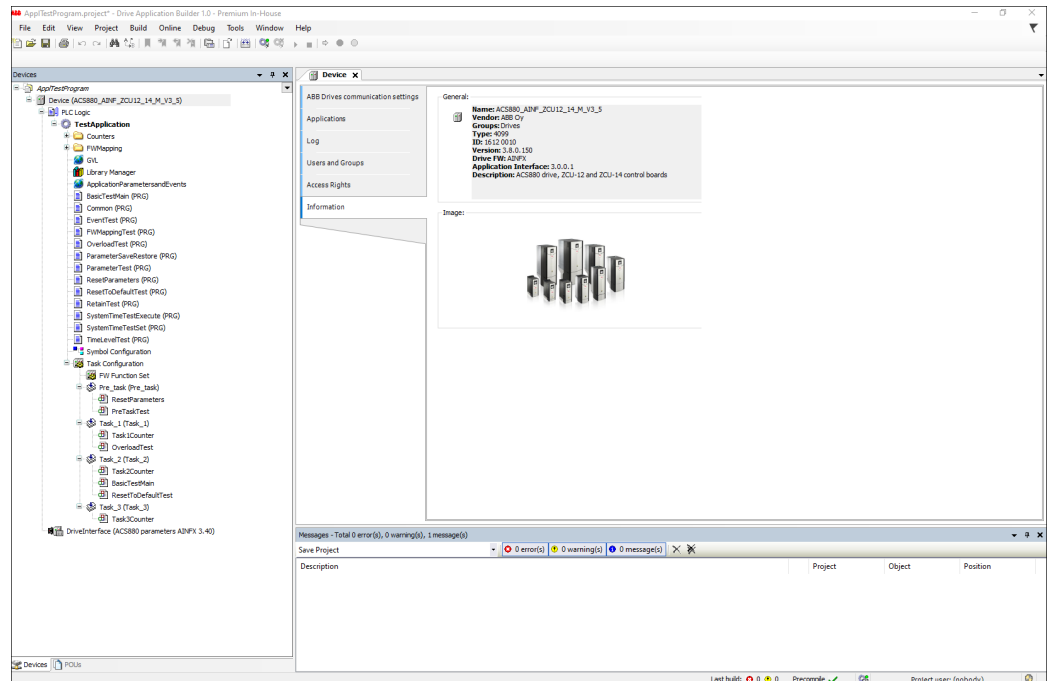 ABB ApplTestProgram.project* - Drive Application Builder 1.0 - Premium In-House
File Edit View Project Build Online Debug Tools Window Help
Devices
ApplTestProgram
Device (ACS880_AINF_ZCU12_14_M_V3_5)
PLC Logic
TestApplication
Counters
FWMapping
GVL
Library Manager
ApplicationParametersandEvents
BasicTestMain (PRG)
Common (PRG)
EventTest (PRG)
FWMappingTest (PRG)
OverloadTest (PRG)
ParameterSaveRestore (PRG)
ParameterTest (PRG)
ResetParameters (PRG)
ResetToDefaultTest (PRG)
RetainTest (PRG)
SystemTimeTestExecute (PRG)
SystemTimeTestSet (PRG)
TimeLevelTest (PRG)
Symbol Configuration
Task Configuration
FW Function Set
Pre_task (Pre_task)
ResetParameters
PreTaskTest
Task_1 (Task_1)
Task1Counter
OverloadTest
Task_2 (Task_2)
Task2Counter
BasicTestMain
ResetToDefaultTest
Task_3 (Task_3)
Task3Counter
DriveInterface (ACS880 parameters AINFX 3.40)
Devices POUs
Device
ABB Drives communication settings
Applications
Log
Users and Groups
Access Rights
Information
General:
Name: ACS880_AINF_ZCU12_14_M_V3_5
Vendor: ABB Oy
Groups: Drives
Type: 4099
ID: 1612 0010
Version: 3.8.0.150
Drive FW: AINFX
Application Interface: 3.0.0.1
Description: ACS880 drive, ZCU-12 and ZCU-14 control boards
Image:
Messages - Total 0 error(s), 0 warning(s), 1 message(s)
Save Project 0 error(s) 0 warning(s) 0 message(s)
Description Project Object Position
Last build: 0 0 Precompile Project user: (nobody)